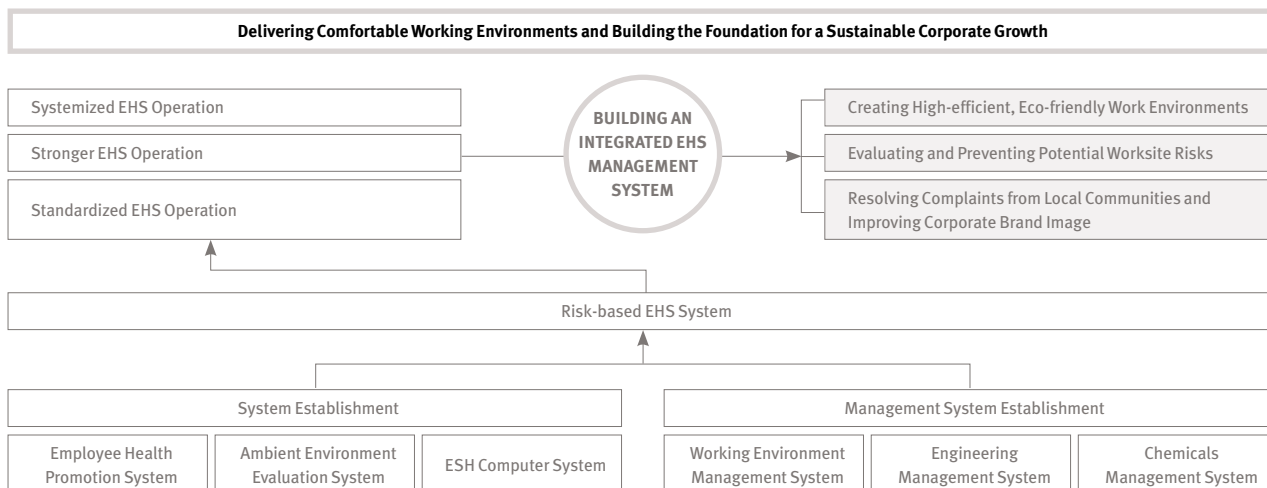 Delivering Comfortable Working Environments and Building the Foundation for a Sustainable Corporate Growth
Systemized EHS Operation
Stronger EHS Operation
Standardized EHS Operation
BUILDING AN
INTEGRATED EHS
MANAGEMENT
SYSTEM
Creating High-efficient, Eco-friendly Work Environments
Evaluating and Preventing Potential Worksite Risks
Resolving Complaints from Local Communities and
Improving Corporate Brand Image
Risk-based EHS System
System Establishment
Employee Health
Promotion System
Ambient Environment
Evaluation System
ESH Computer System
Management System Establishment
Working Environment
Management System
Engineering
Management System
Chemicals
Management System